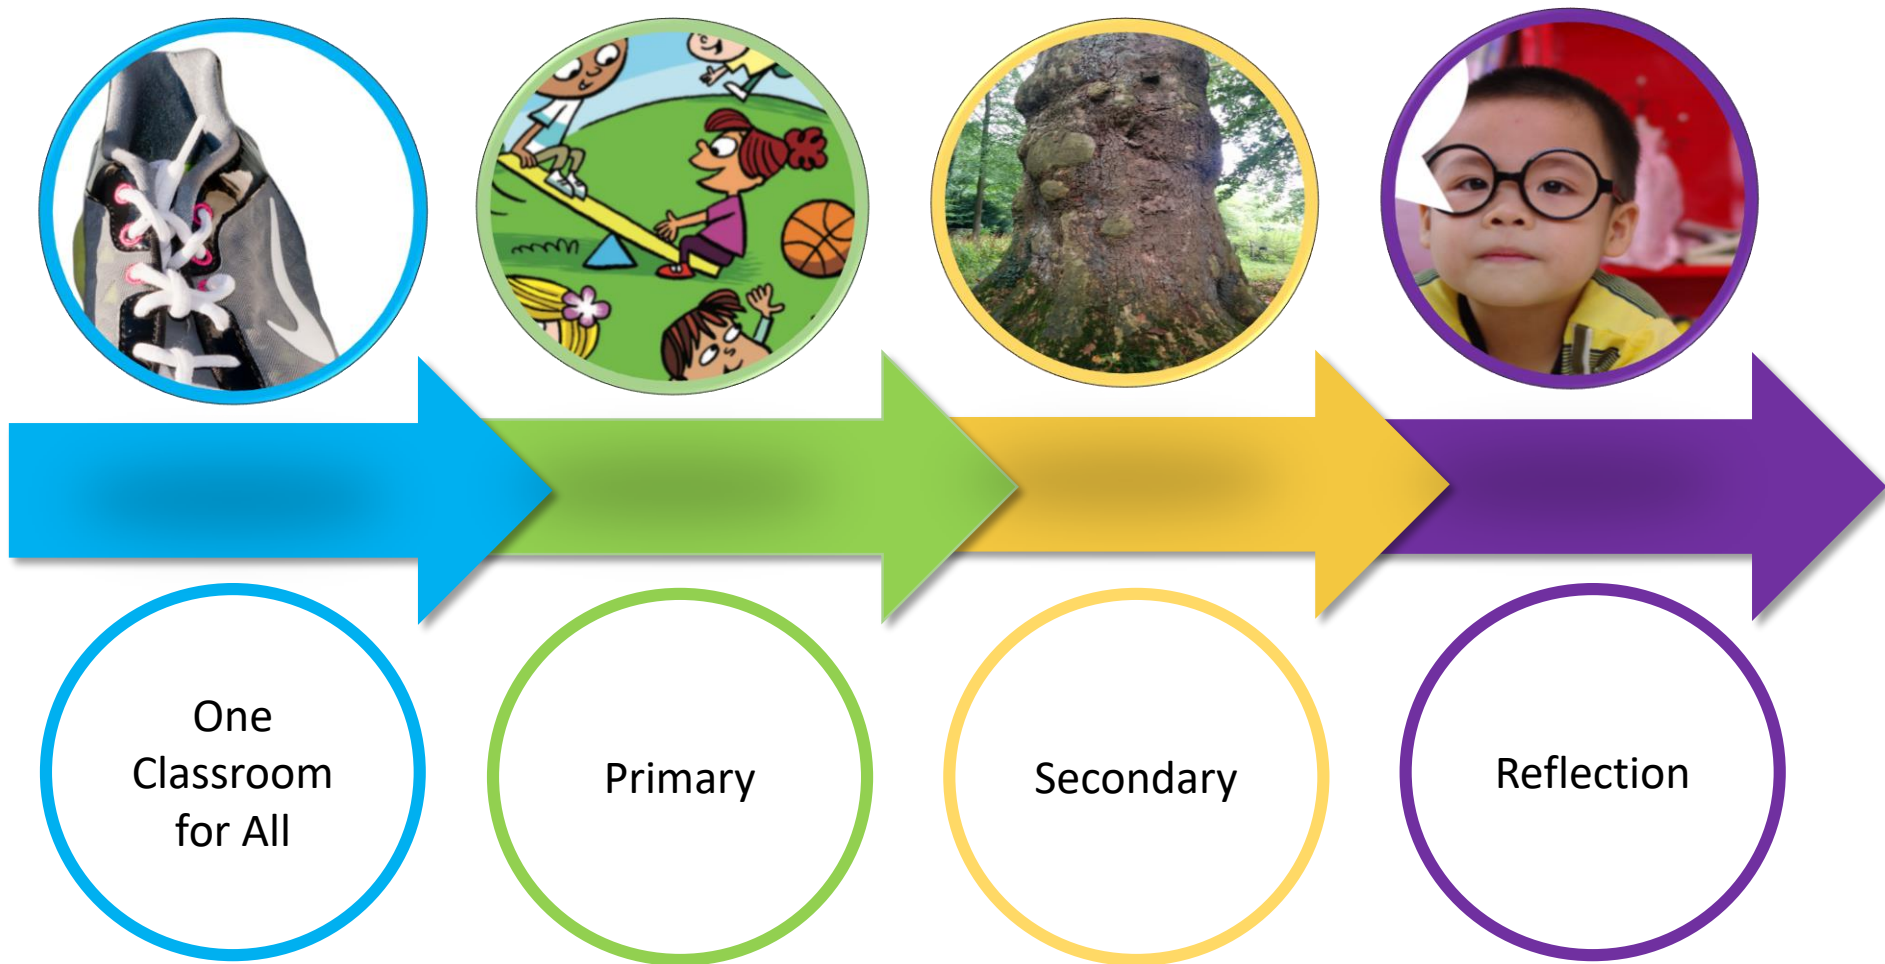 One
Classroom
for All
Primary
Secondary
Reflection